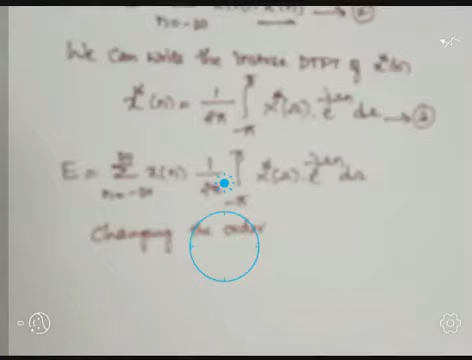 n=-∞
We can write the inverse DTFT of x*(n)
x*(n) = 1/2π ∫_{-π}^{π} x*(ω). e^{-jωn} dω → ②
E = ∑_{n=-∞}^{∞} x(n) 1/2π ∫_{-π}^{π} x*(ω). e^{-jωn} dω
Changing the order